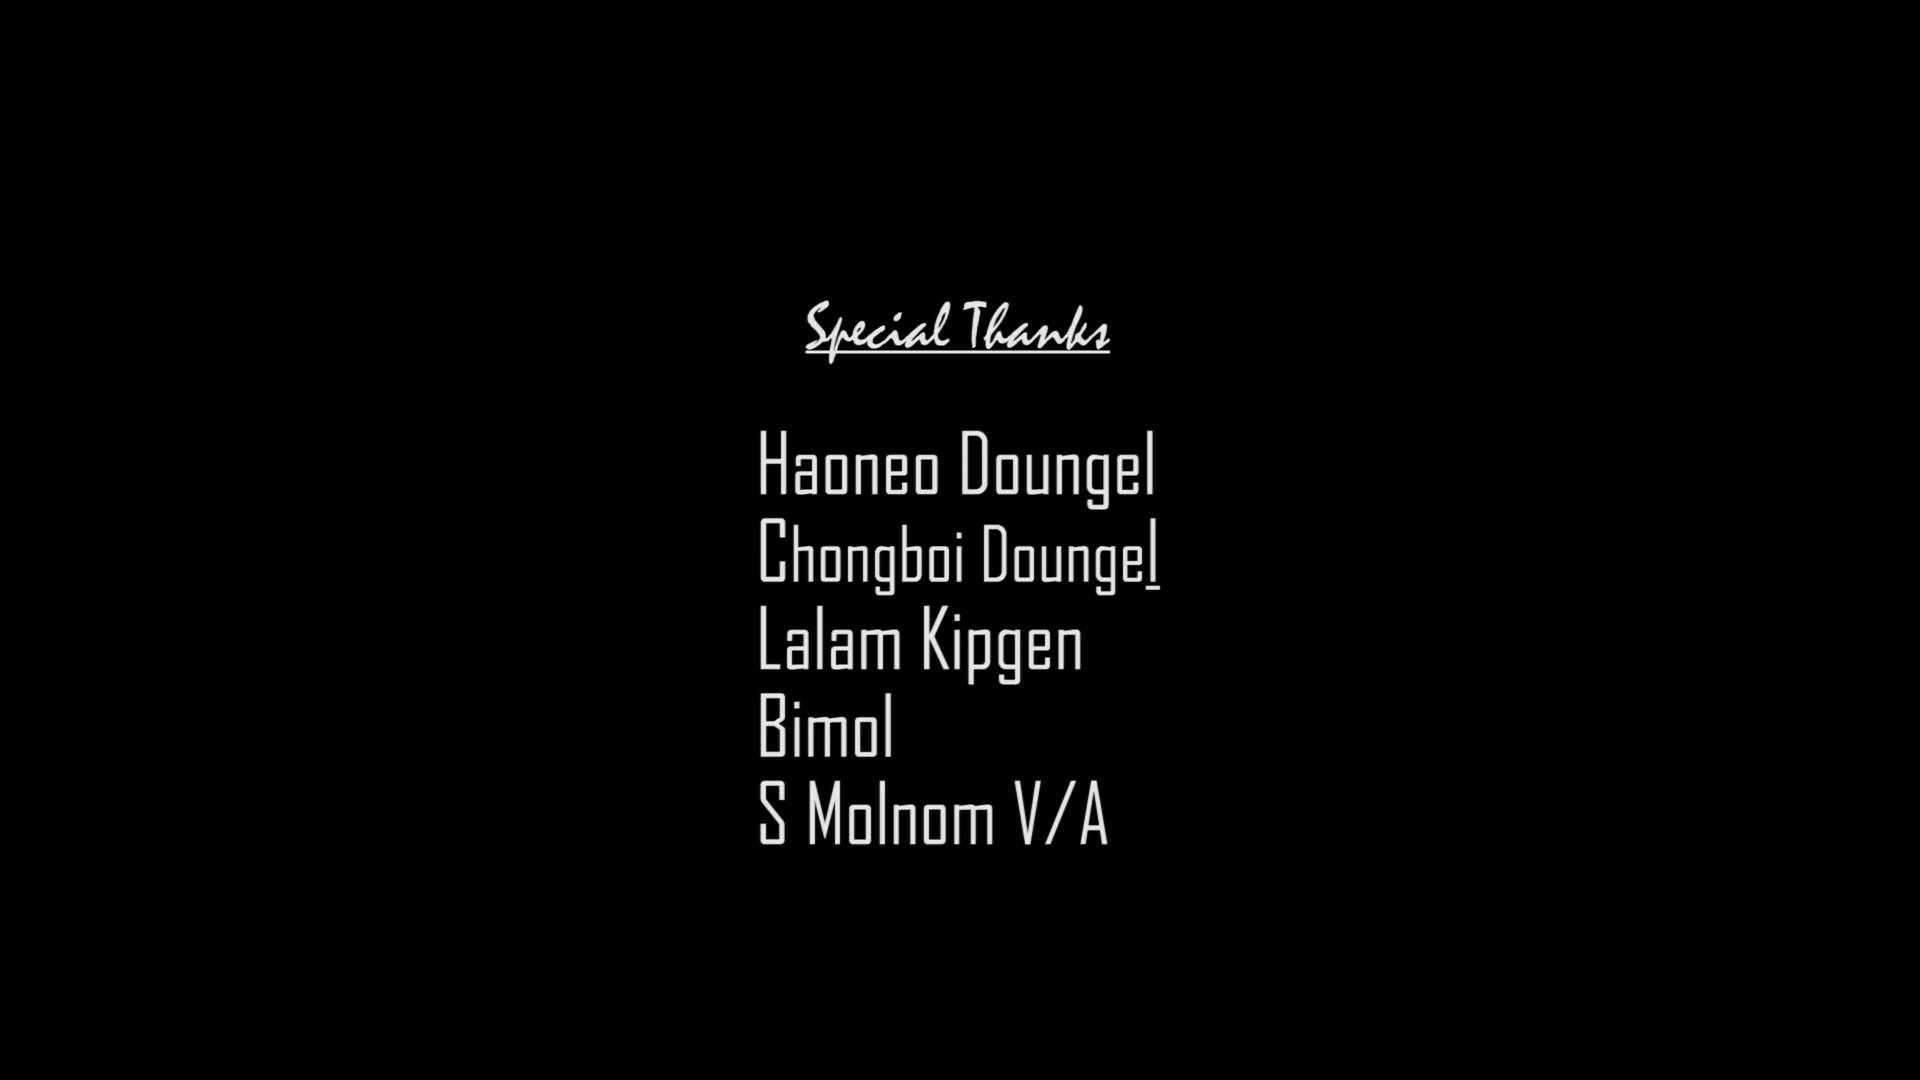 Special Thanks
Haoneo Doungel
Chongboi Doungel
Lalam Kipgen
Bimol
S Molnom V/A